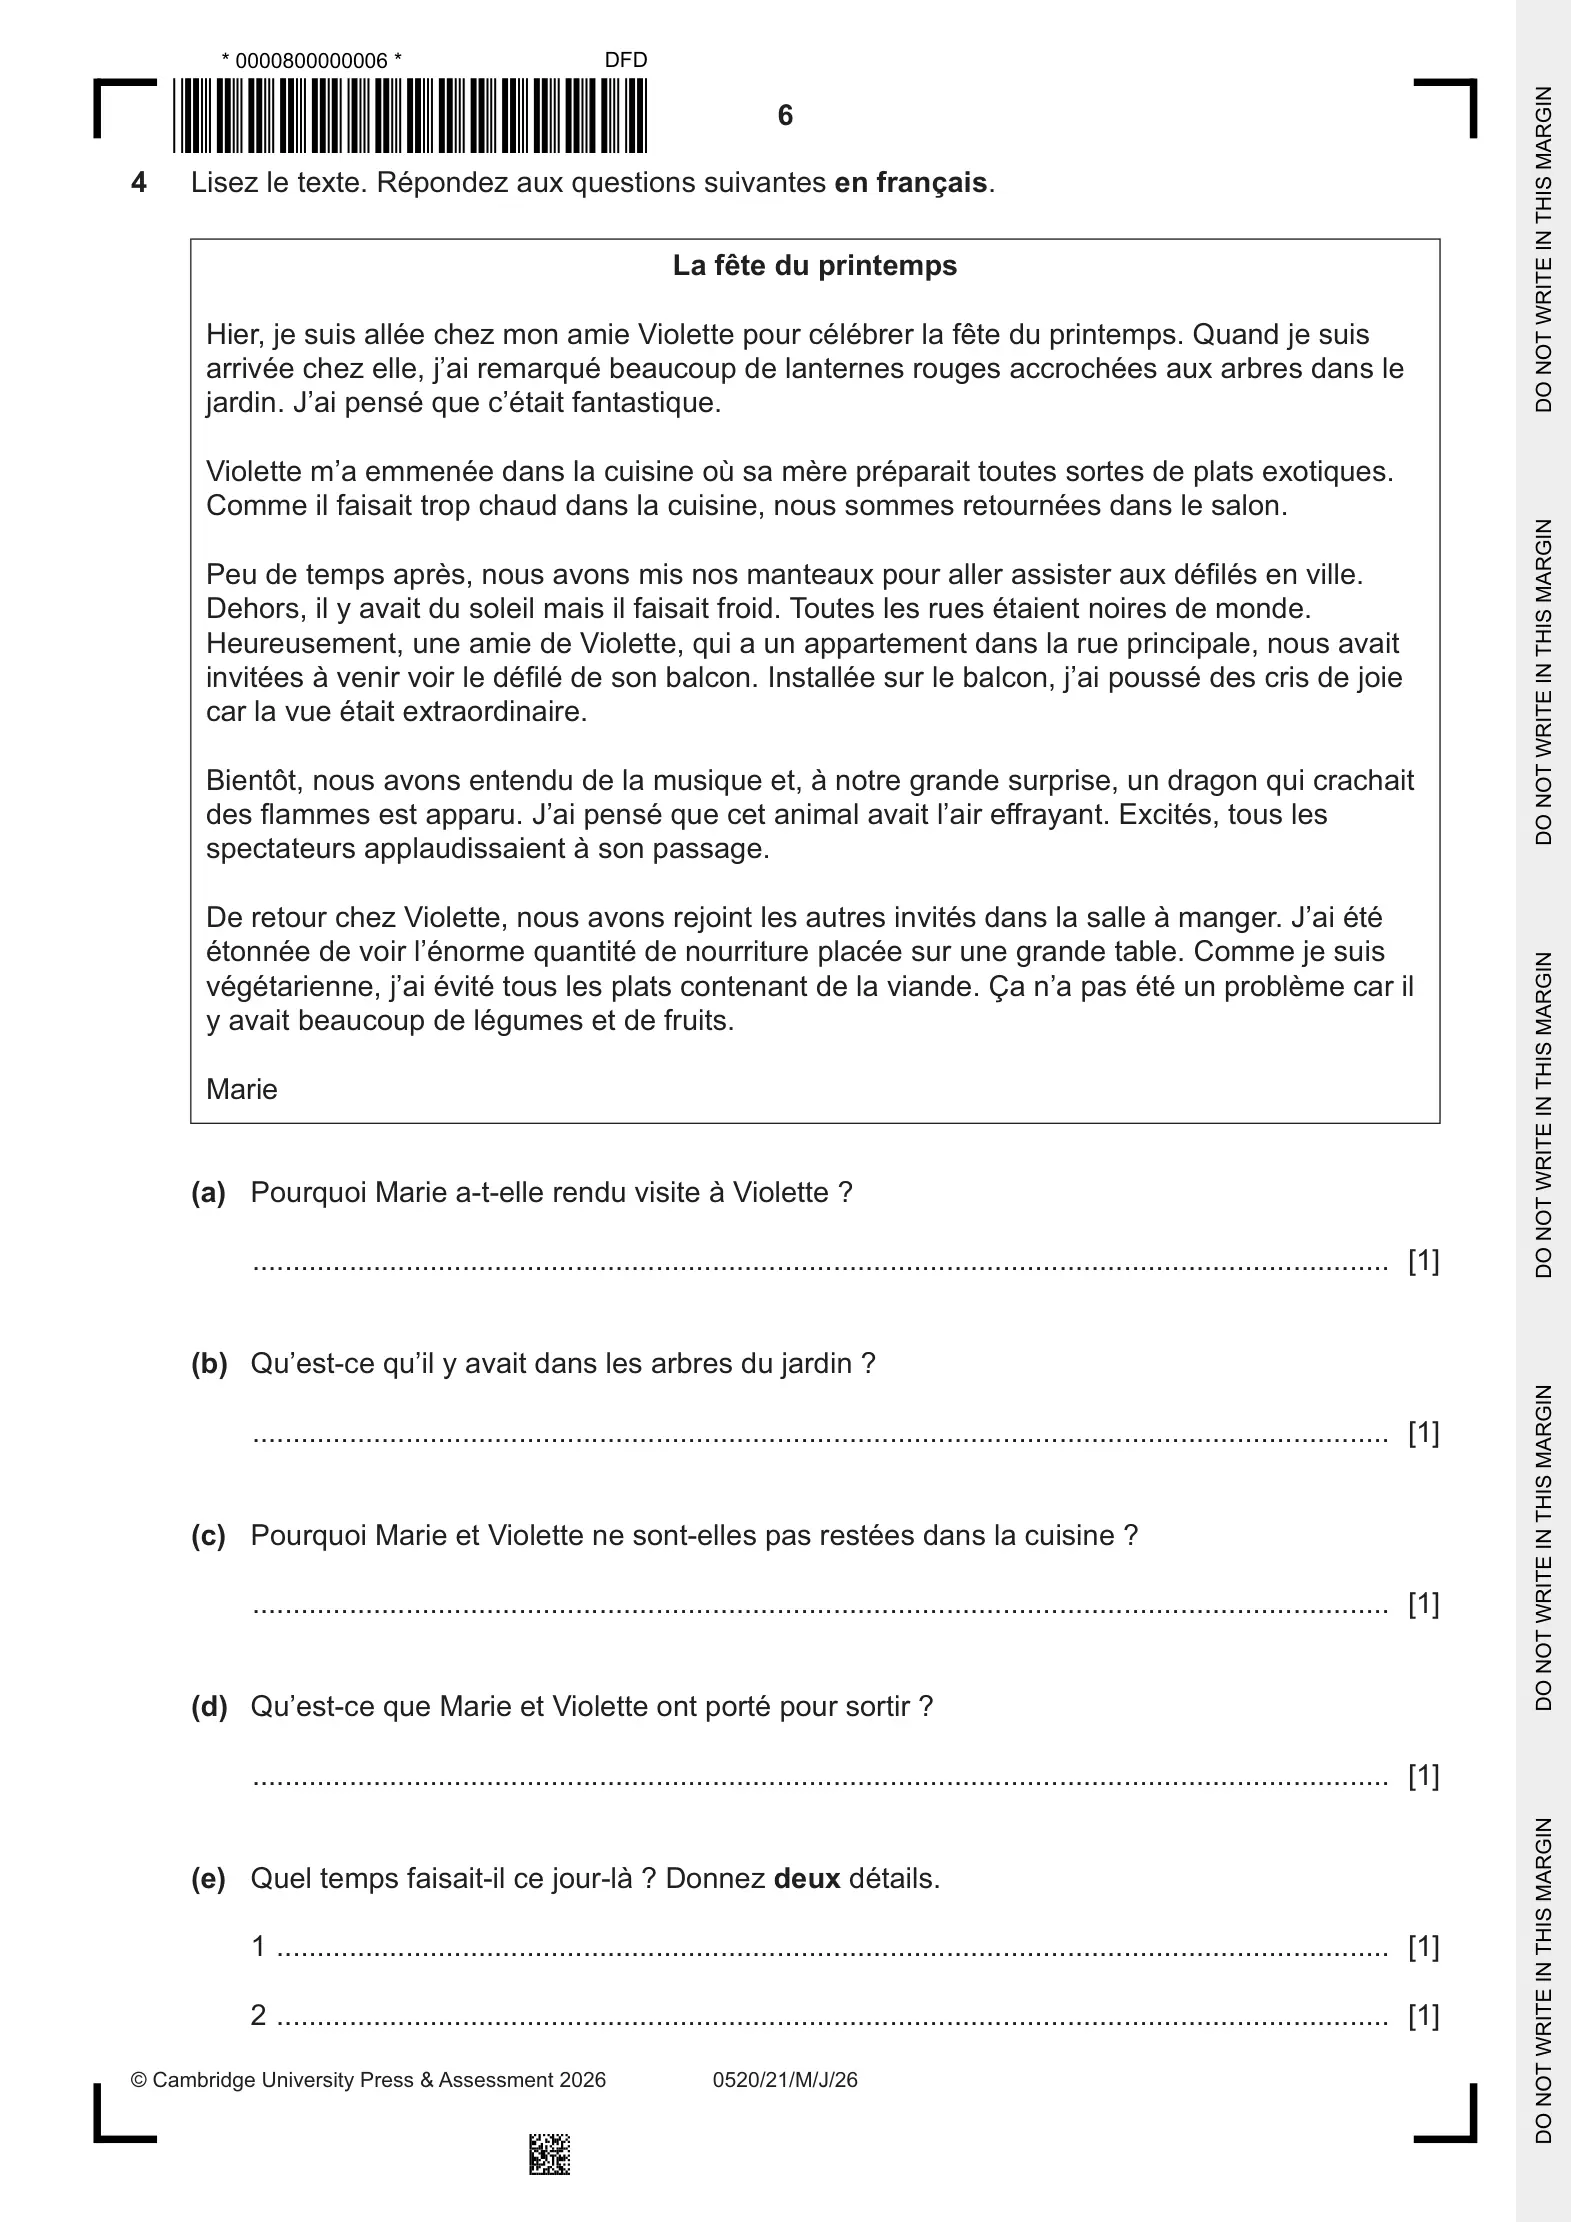 * 0000800000006 *
DFD
6
4 Lisez le texte. Répondez aux questions suivantes en français.
La fête du printemps
Hier, je suis allée chez mon amie Violette pour célébrer la fête du printemps. Quand je suis
arrivée chez elle, j’ai remarqué beaucoup de lanternes rouges accrochées aux arbres dans le
jardin. J’ai pensé que c’était fantastique.
Violette m’a emmenée dans la cuisine où sa mère préparait toutes sortes de plats exotiques.
Comme il faisait trop chaud dans la cuisine, nous sommes retournées dans le salon.
Peu de temps après, nous avons mis nos manteaux pour aller assister aux défilés en ville.
Dehors, il y avait du soleil mais il faisait froid. Toutes les rues étaient noires de monde.
Heureusement, une amie de Violette, qui a un appartement dans la rue principale, nous avait
invitées à venir voir le défilé de son balcon. Installée sur le balcon, j’ai poussé des cris de joie
car la vue était extraordinaire.
Bientôt, nous avons entendu de la musique et, à notre grande surprise, un dragon qui crachait
des flammes est apparu. J’ai pensé que cet animal avait l’air effrayant. Excités, tous les
spectateurs applaudissaient à son passage.
De retour chez Violette, nous avons rejoint les autres invités dans la salle à manger. J’ai été
étonnée de voir l’énorme quantité de nourriture placée sur une grande table. Comme je suis
végétarienne, j’ai évité tous les plats contenant de la viande. Ça n’a pas été un problème car il
y avait beaucoup de légumes et de fruits.
Marie
(a) Pourquoi Marie a-t-elle rendu visite à Violette ?
[1]
(b) Qu’est-ce qu’il y avait dans les arbres du jardin ?
[1]
(c) Pourquoi Marie et Violette ne sont-elles pas restées dans la cuisine ?
[1]
(d) Qu’est-ce que Marie et Violette ont porté pour sortir ?
[1]
(e) Quel temps faisait-il ce jour-là ? Donnez deux détails.
1 [1]
2 [1]
© Cambridge University Press & Assessment 2026
0520/21/M/J/26
DO NOT WRITE IN THIS MARGIN
DO NOT WRITE IN THIS MARGIN
DO NOT WRITE IN THIS MARGIN
DO NOT WRITE IN THIS MARGIN
DO NOT WRITE IN THIS MARGIN